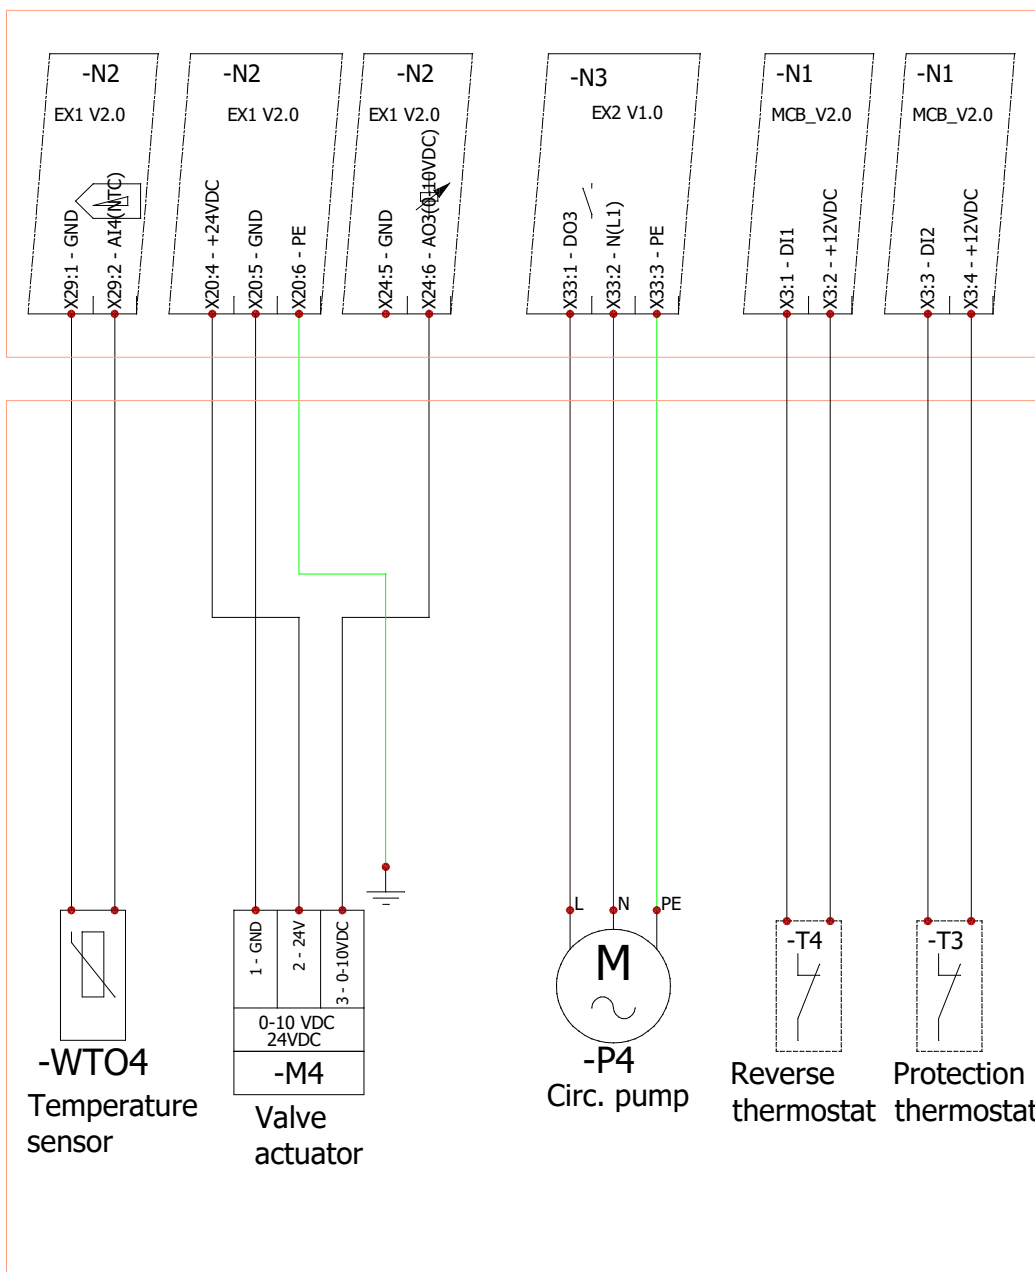 -N2
EX1 V2.0
X29:1 - GND
X29:2 - AI4(NTC)
-N2
EX1 V2.0
X20:4 - +24VDC
X20:5 - GND
X20:6 - PE
-N2
EX1 V2.0
X24:5 - GND
X24:6 - AO3(0-10VDC)
-N3
EX2 V1.0
X33:1 - DO3
X33:2 - N(L1)
X33:3 - PE
-N1
MCB_V2.0
X3:1 - DI1
X3:2 - +12VDC
-N1
MCB_V2.0
X3:3 - DI2
X3:4 - +12VDC
-WTO4
Temperature
sensor
1 - GND
2 - 24V
3 - 0-10VDC
0-10 VDC
24VDC
-M4
Valve
actuator
L
N
PE
M
-P4
Circ. pump
-T4
Reverse
thermostat
-T3
Protection
thermostat